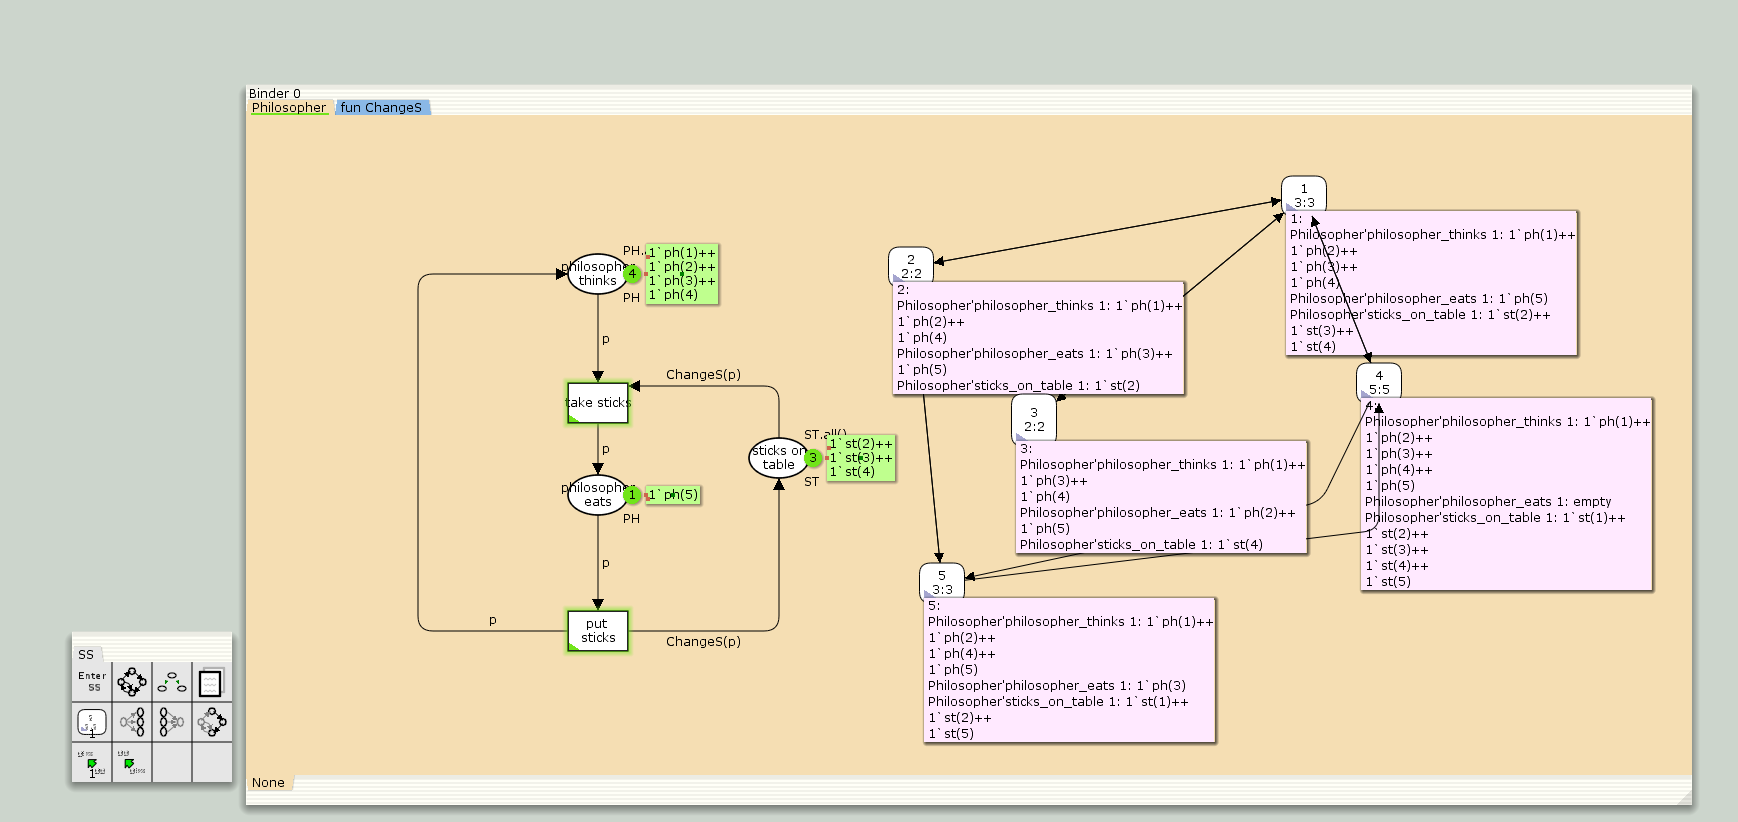 Binder 0
Philosopher
fun ChangeS
philosopher
thinks
PH.
4
1`ph(1)++
1`ph(2)++
1`ph(3)++
1`ph(4)
PH
p
take sticks
ChangeS(p)
p
philosopher
eats
1
1`ph(5)
PH
p
put
sticks
p
ChangeS(p)
sticks on
table
ST.all()
3
1`st(2)++
1`st(3)++
1`st(4)
ST
1
3:3
1:
Philosopher'philosopher_thinks 1: 1`ph(1)++
1`ph(2)++
1`ph(3)++
1`ph(4)
Philosopher'philosopher_eats 1: 1`ph(5)
Philosopher'sticks_on_table 1: 1`st(2)++
1`st(3)++
1`st(4)
2
2:2
2:
Philosopher'philosopher_thinks 1: 1`ph(1)++
1`ph(2)++
1`ph(4)
Philosopher'philosopher_eats 1: 1`ph(3)++
1`ph(5)
Philosopher'sticks_on_table 1: 1`st(2)
3
2:2
3:
Philosopher'philosopher_thinks 1: 1`ph(1)++
1`ph(3)++
1`ph(4)
Philosopher'philosopher_eats 1: 1`ph(2)++
1`ph(5)
Philosopher'sticks_on_table 1: 1`st(4)
4
5:5
4:
Philosopher'philosopher_thinks 1: 1`ph(1)++
1`ph(2)++
1`ph(3)++
1`ph(4)++
1`ph(5)
Philosopher'philosopher_eats 1: empty
Philosopher'sticks_on_table 1: 1`st(1)++
1`st(2)++
1`st(3)++
1`st(4)++
1`st(5)
5
3:3
5:
Philosopher'philosopher_thinks 1: 1`ph(1)++
1`ph(2)++
1`ph(4)++
1`ph(5)
Philosopher'philosopher_eats 1: 1`ph(3)
Philosopher'sticks_on_table 1: 1`st(1)++
1`st(2)++
1`st(5)
SS
Enter
SS
1
1
None